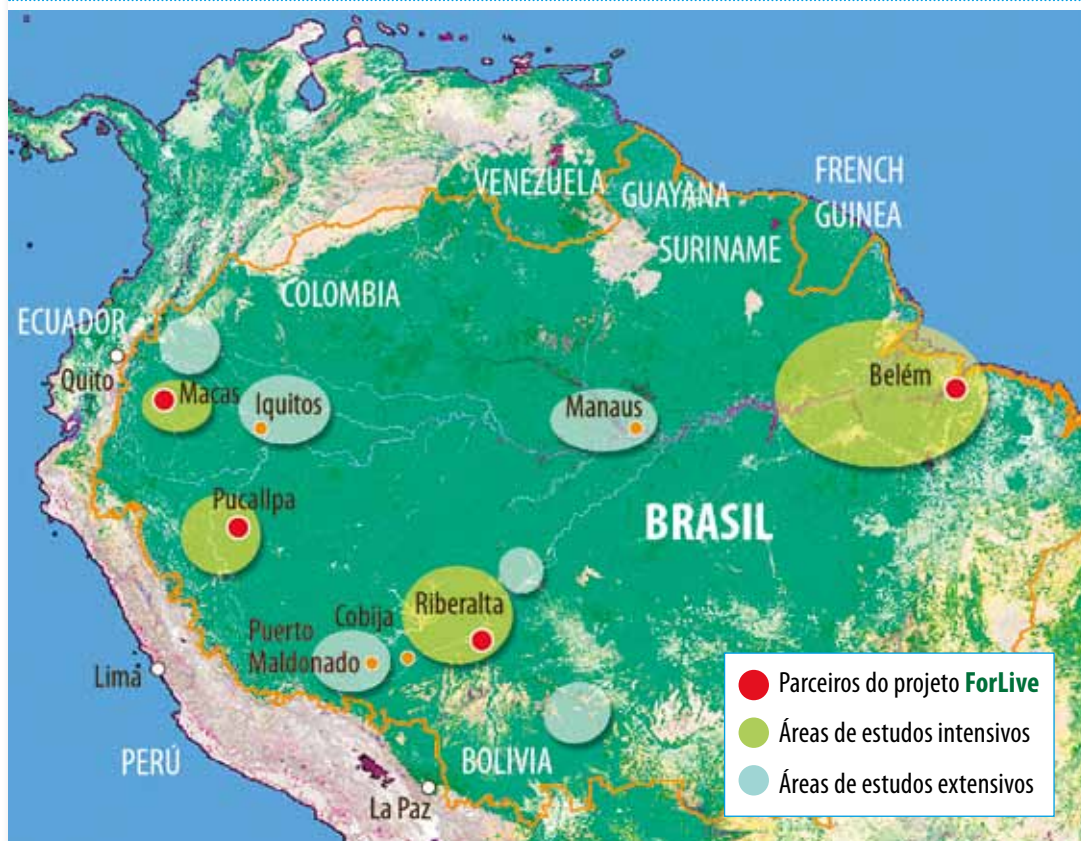 VENEZUELA
GUAYANA
FRENCH
GUINEA
SURINAME
COLOMBIA
ECUADOR
Quito
Macas
Iquitos
Manaus
Belém
Pucallpa
BRASIL
Riberalta
Cobija
Puerto
Maldonado
Lima
PERÚ
BOLIVIA
La Paz
Parceiros do projeto ForLive
Áreas de estudos intensivos
Áreas de estudos extensivos